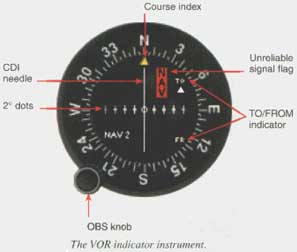 Course index
CDI
needle
2° dots
Unreliable
signal flag
TO/FROM
indicator
N
3
6
E
12
15
S
21
24
W
30
33
NAV
TO
FR
NAV 2
OBS knob
The VOR indicator instrument.